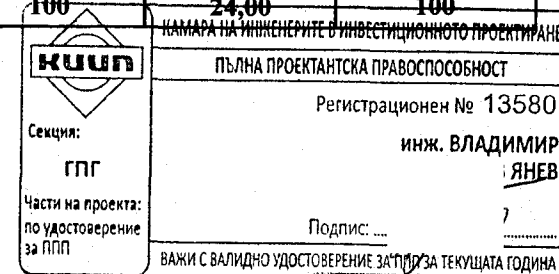 100 24,00 100
КАМАРА НА ИНЖЕНЕРИТЕ В ИНВЕСТИЦИОННОТО ПРОЕКТИРАНЕ
КИИП
ПЪЛНА ПРОЕКТАНТСКА ПРАВОСПОСОБНОСТ
Регистрационен № 13580
Секция:
ГПГ
инж. ВЛАДИМИР
ЯНЕВ
Части на проекта:
по удостоверение
за ППП
Подпис: ....
ВАЖИ С ВАЛИДНО УДОСТОВЕРЕНИЕ ЗА ППП ЗА ТЕКУЩАТА ГОДИНА